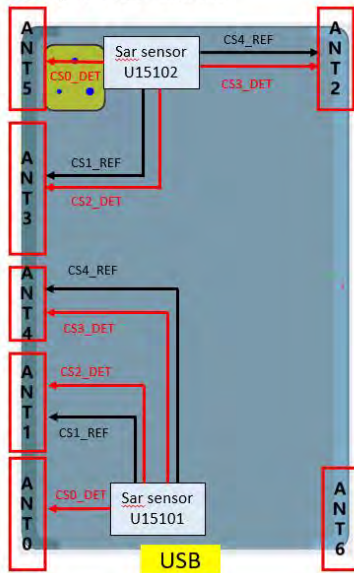 ANT5
Sar sensor
U15102
CS0_DET
CS4_REF
CS3_DET
ANT2
ANT3
CS1_REF
CS2_DET
ANT4
CS4_REF
CS3_DET
ANT1
CS2_DET
CS1_REF
ANT0
CS0_DET
Sar sensor
U15101
ANT6
USB